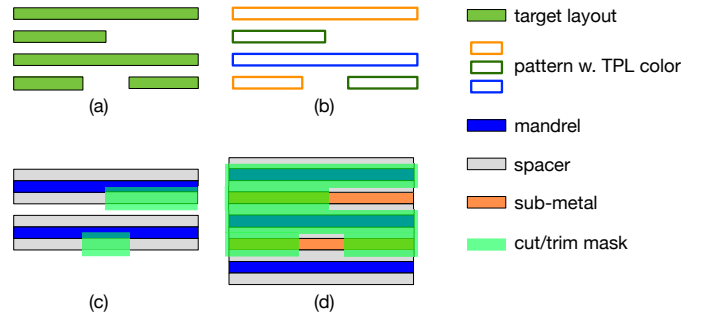 target layout
(a)
(b)
pattern w. TPL color
mandrel
spacer
sub-metal
cut/trim mask
(c)
(d)